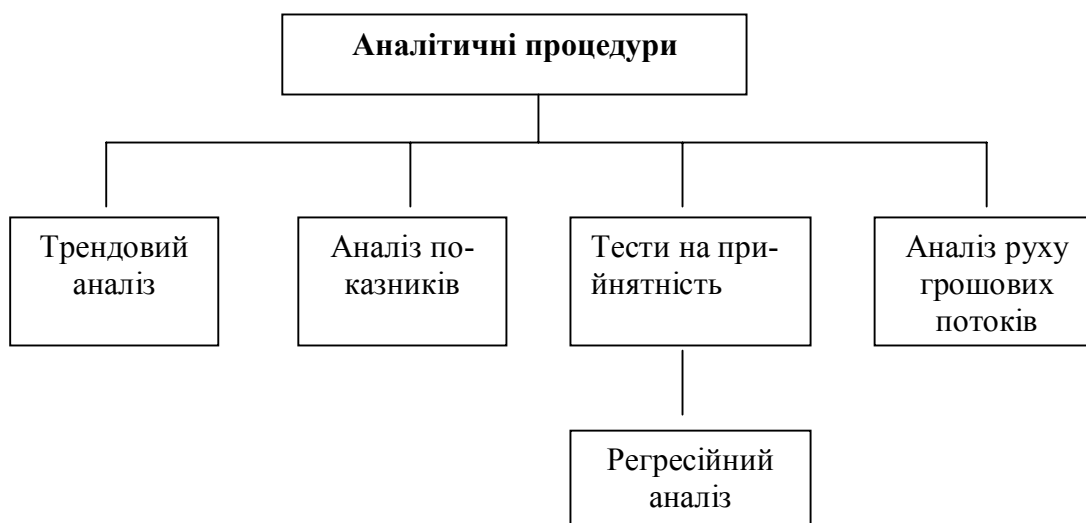 Аналітичні процедури
Трендовий
аналіз
Аналіз по-
казників
Тести на при-
йнятність
Аналіз руху
грошових
потоків
Регресійний
аналіз